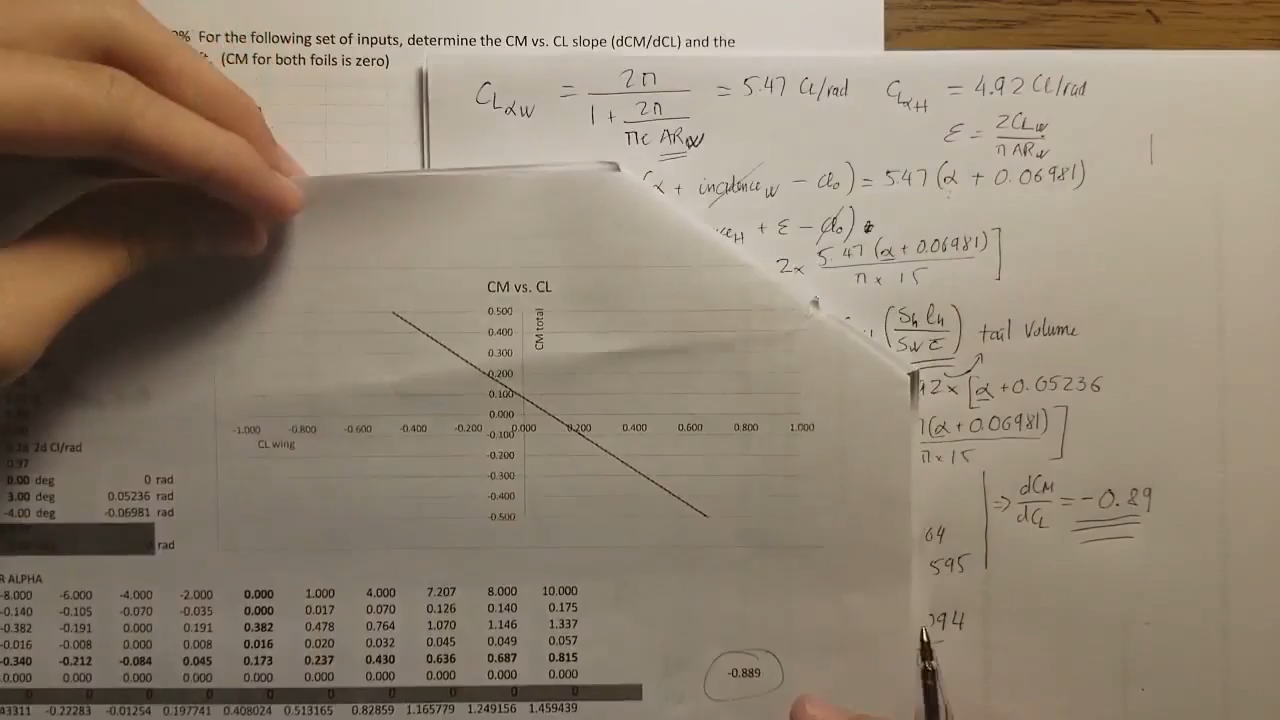 % For the following set of inputs, determine the CM vs. CL slope (dCM/dCL) and the
(CM for both foils is zero)
CLαW = 2π / (1 + 2π / (πe ARW)) = 5.47 CL/rad
CLαH = 4.92 CL/rad
ε = 2CLW / (π ARW)
+ incidenceW − αlo) = 5.47 (α + 0.06981)
H + ε − αlo)
2x 5.47 (α + 0.06981) / (π x 15) ]
(Sh lh / SW c̄) tail Volume
2x [α + 0.05236
(α + 0.06981) / (π x 15) ]
⇒ dCM/dCL = −0.89
64
595
94
CM vs. CL
CM total
0.500
0.400
0.300
0.200
0.100
0.000
-0.100
-0.200
-0.300
-0.400
-0.500
-1.000 -0.800 -0.600 -0.400 -0.200 0.000 0.200 0.400 0.600 0.800 1.000
CL wing
2d Cl/rad
0.97
0.00 deg 0 rad
3.00 deg 0.05236 rad
-4.00 deg -0.06981 rad
rad
R ALPHA
-8.000 -6.000 -4.000 -2.000 0.000 1.000 4.000 7.207 8.000 10.000
-0.140 -0.105 -0.070 -0.035 0.000 0.017 0.070 0.126 0.140 0.175
-0.382 -0.191 0.000 0.191 0.382 0.478 0.764 1.070 1.146 1.337
-0.016 -0.008 0.000 0.008 0.016 0.020 0.032 0.045 0.049 0.057
-0.340 -0.212 -0.084 0.045 0.173 0.237 0.430 0.636 0.687 0.815
0.000 0.000 0.000 0.000 0.000 0.000 0.000 0.000 0.000 0.000
0 0 0 0 0 0 0 0 0 0
43311 -0.22283 -0.01254 0.197741 0.408024 0.513165 0.82859 1.165779 1.249156 1.459439
-0.889